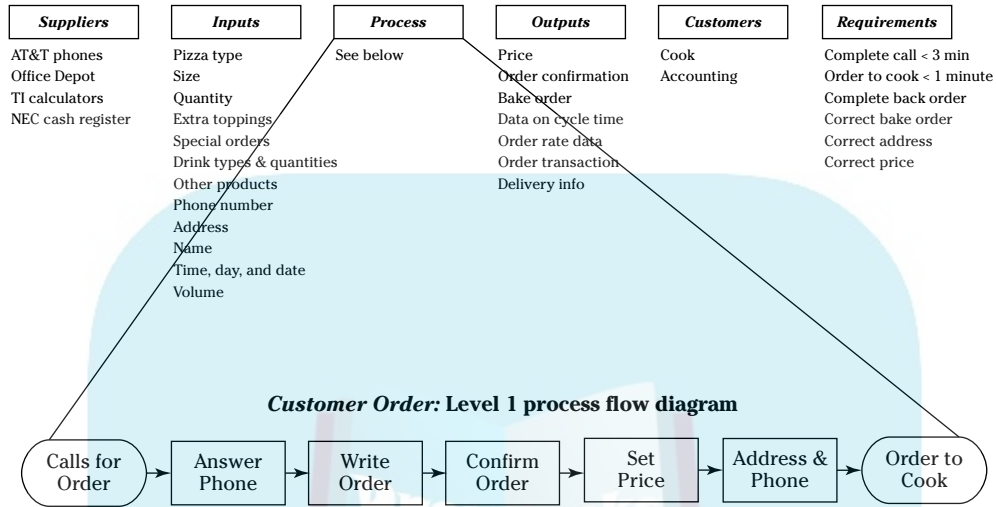 Suppliers
AT&T phones
Office Depot
TI calculators
NEC cash register
Inputs
Pizza type
Size
Quantity
Extra toppings
Special orders
Drink types & quantities
Other products
Phone number
Address
Name
Time, day, and date
Volume
Process
See below
Outputs
Price
Order confirmation
Bake order
Data on cycle time
Order rate data
Order transaction
Delivery info
Customers
Cook
Accounting
Requirements
Complete call < 3 min
Order to cook < 1 minute
Complete back order
Correct bake order
Correct address
Correct price
Customer Order: Level 1 process flow diagram
Calls for
Order
Answer
Phone
Write
Order
Confirm
Order
Set
Price
Address &
Phone
Order to
Cook